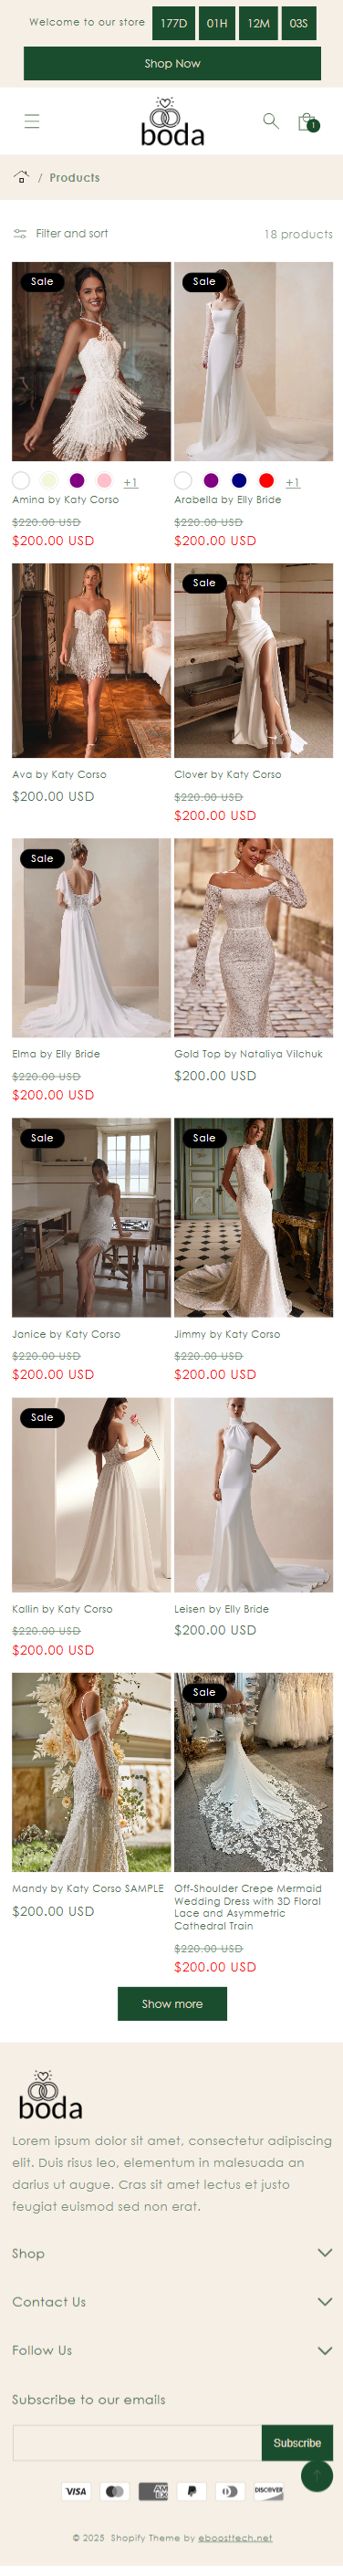 Welcome to our store 177D 01H 12M 03S
Shop Now
boda
1
/ Products
Filter and sort 18 products
Sale Sale
+1 +1
Amina by Katy Corso Arabella by Elly Bride
$220.00 USD $220.00 USD
$200.00 USD $200.00 USD
Sale
Ava by Katy Corso Clover by Katy Corso
$200.00 USD $220.00 USD
$200.00 USD
Sale
Elma by Elly Bride Gold Top by Nataliya Vilchuk
$220.00 USD $200.00 USD
$200.00 USD
Sale Sale
Janice by Katy Corso Jimmy by Katy Corso
$220.00 USD $220.00 USD
$200.00 USD $200.00 USD
Sale
Kallin by Katy Corso Leisen by Elly Bride
$220.00 USD $200.00 USD
$200.00 USD
Sale
Mandy by Katy Corso SAMPLE
$200.00 USD
Off-Shoulder Crepe Mermaid
Wedding Dress with 3D Floral
Lace and Asymmetric
Cathedral Train
$220.00 USD
$200.00 USD
Show more
boda
Lorem ipsum dolor sit amet, consectetur adipiscing
elit. Duis risus leo, elementum in malesuada an
darius ut augue. Cras sit amet lectus et justo
feugiat euismod sed non erat.
Shop
Contact Us
Follow Us
Subscribe to our emails
Subscribe
VISA AMEX DISCOVER
© 2025 Shopify Theme by eboosttech.net